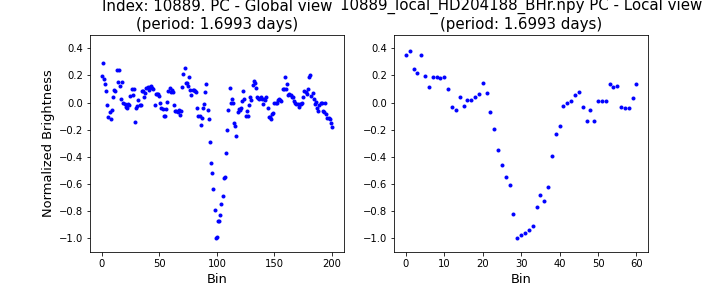 Index: 10889. PC - Global view
(period: 1.6993 days)
10889_local_HD204188_BHr.npy PC - Local view
(period: 1.6993 days)
Normalized Brightness
0.4
0.2
0.0
−0.2
−0.4
−0.6
−0.8
−1.0
0 50 100 150 200
Bin
0.4
0.2
0.0
−0.2
−0.4
−0.6
−0.8
−1.0
0 10 20 30 40 50 60
Bin